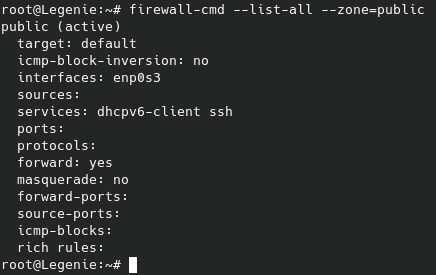 root@Legenie:~# firewall-cmd --list-all --zone=public
public (active)
  target: default
  icmp-block-inversion: no
  interfaces: enp0s3
  sources:
  services: dhcpv6-client ssh
  ports:
  protocols:
  forward: yes
  masquerade: no
  forward-ports:
  source-ports:
  icmp-blocks:
  rich rules:
root@Legenie:~#